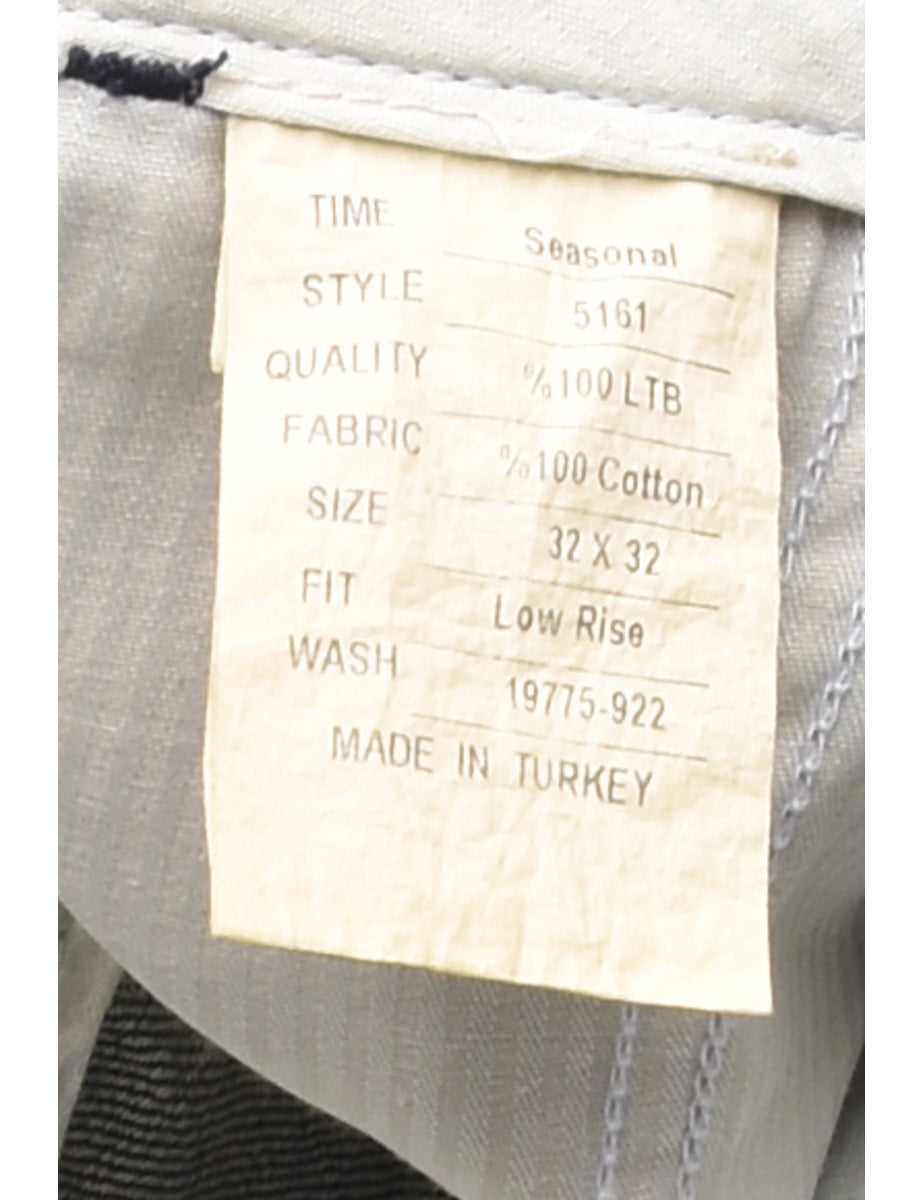 TIME Seasonal
STYLE 5161
QUALITY %100 LTB
FABRIC %100 Cotton
SIZE 32 X 32
FIT Low Rise
WASH 19775-922
MADE IN TURKEY